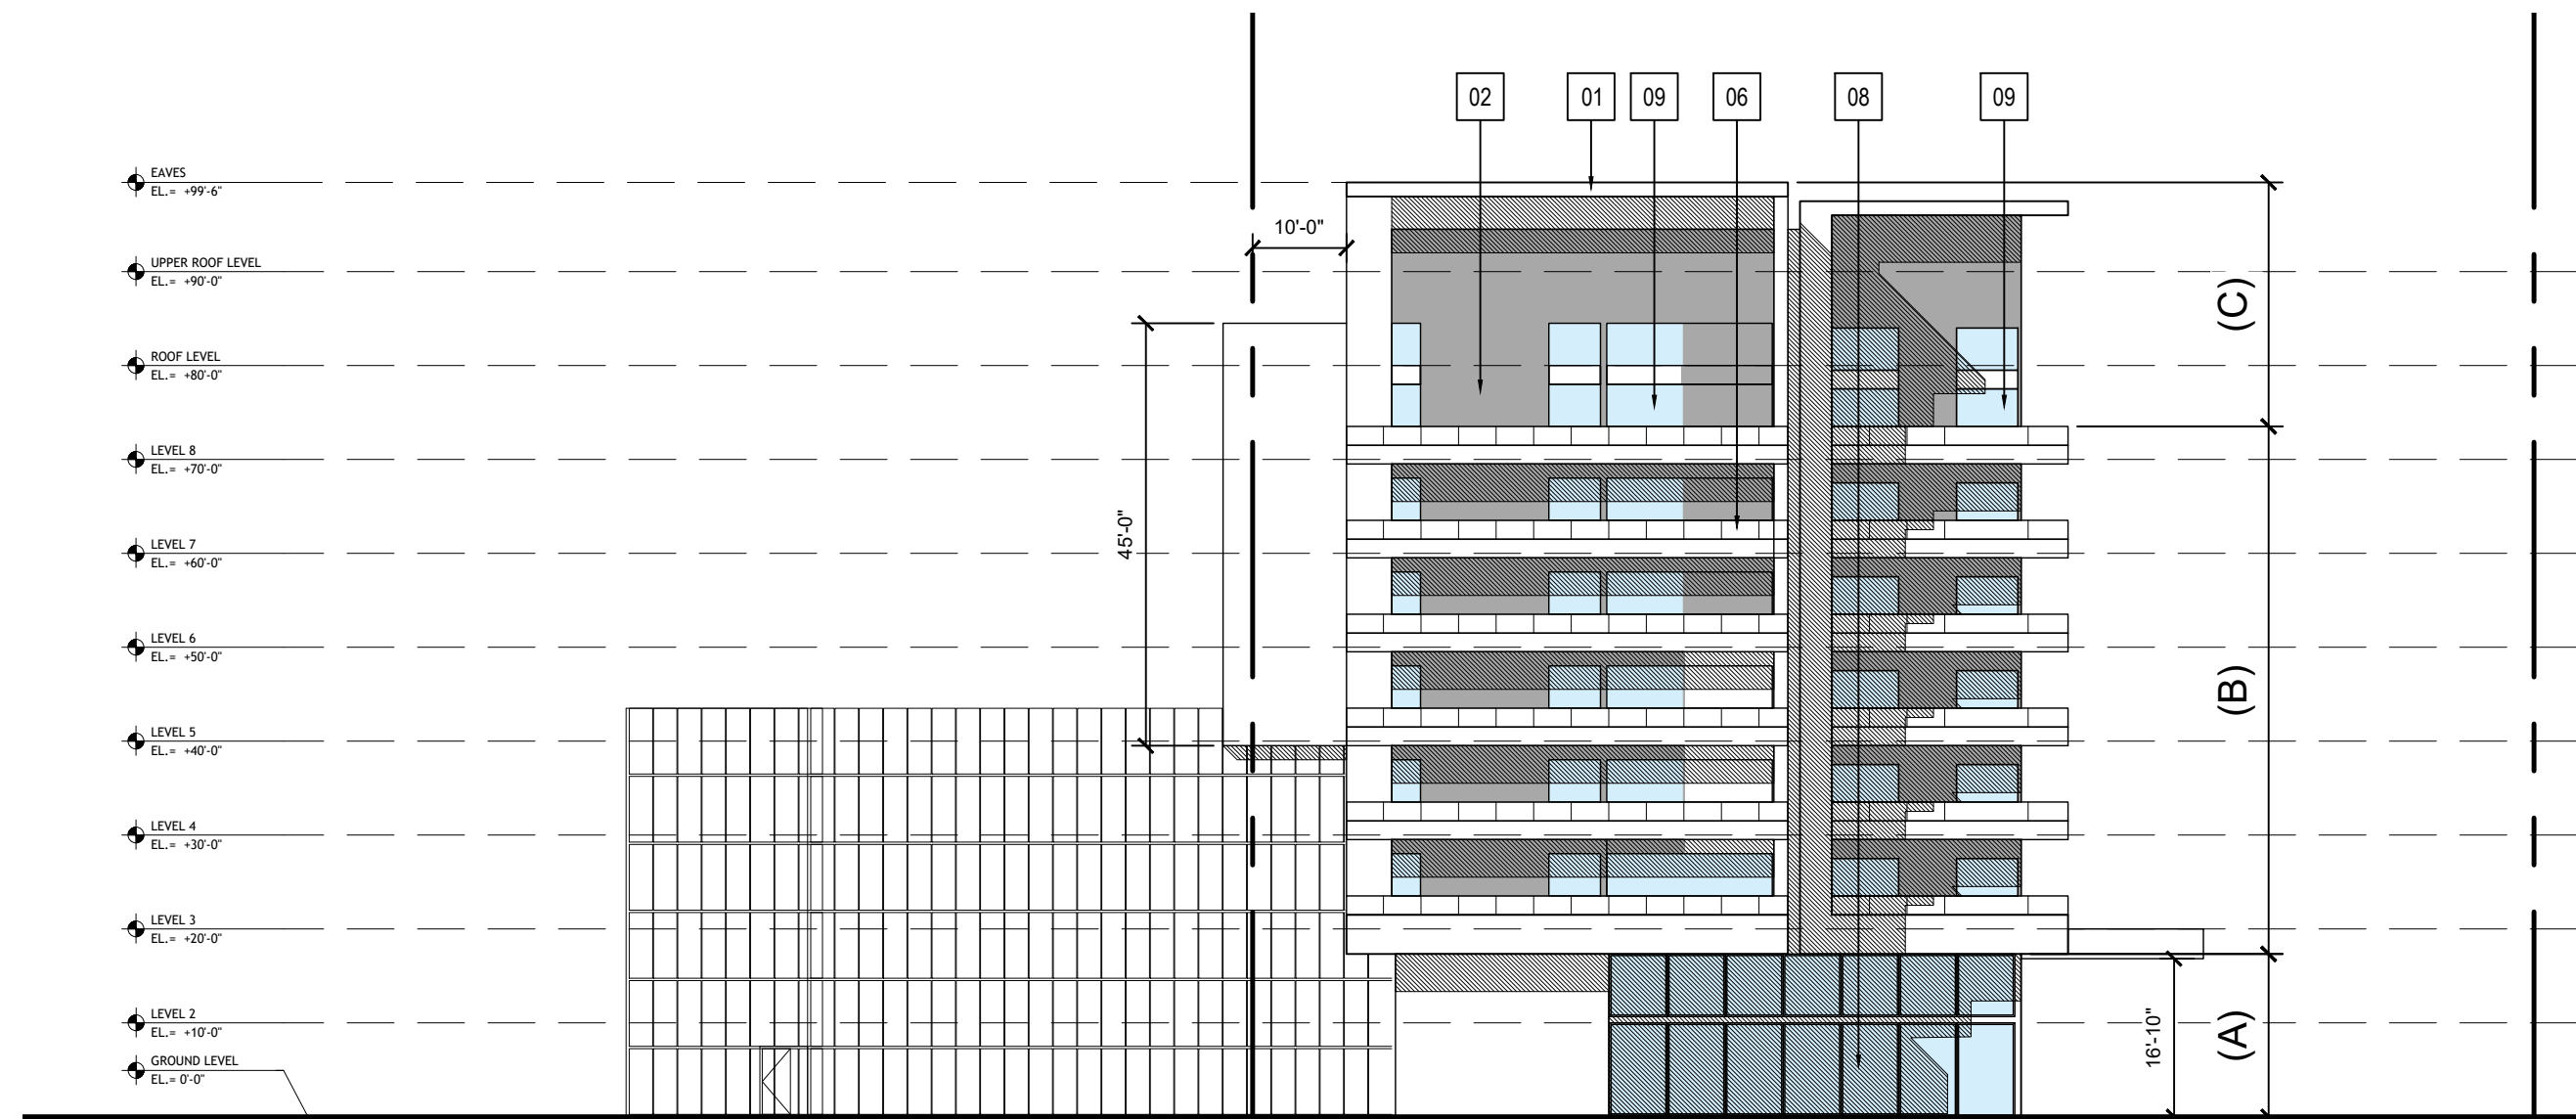 02
01
09
06
08
09
EAVES
EL.= +99'-6"
10'-0"
UPPER ROOF LEVEL
EL.= +90'-0"
(C)
ROOF LEVEL
EL.= +80'-0"
LEVEL 8
EL.= +70'-0"
45'-0"
LEVEL 7
EL.= +60'-0"
LEVEL 6
EL.= +50'-0"
(B)
LEVEL 5
EL.= +40'-0"
LEVEL 4
EL.= +30'-0"
LEVEL 3
EL.= +20'-0"
LEVEL 2
EL.= +10'-0"
16'-10"
(A)
GROUND LEVEL
EL.= 0'-0"